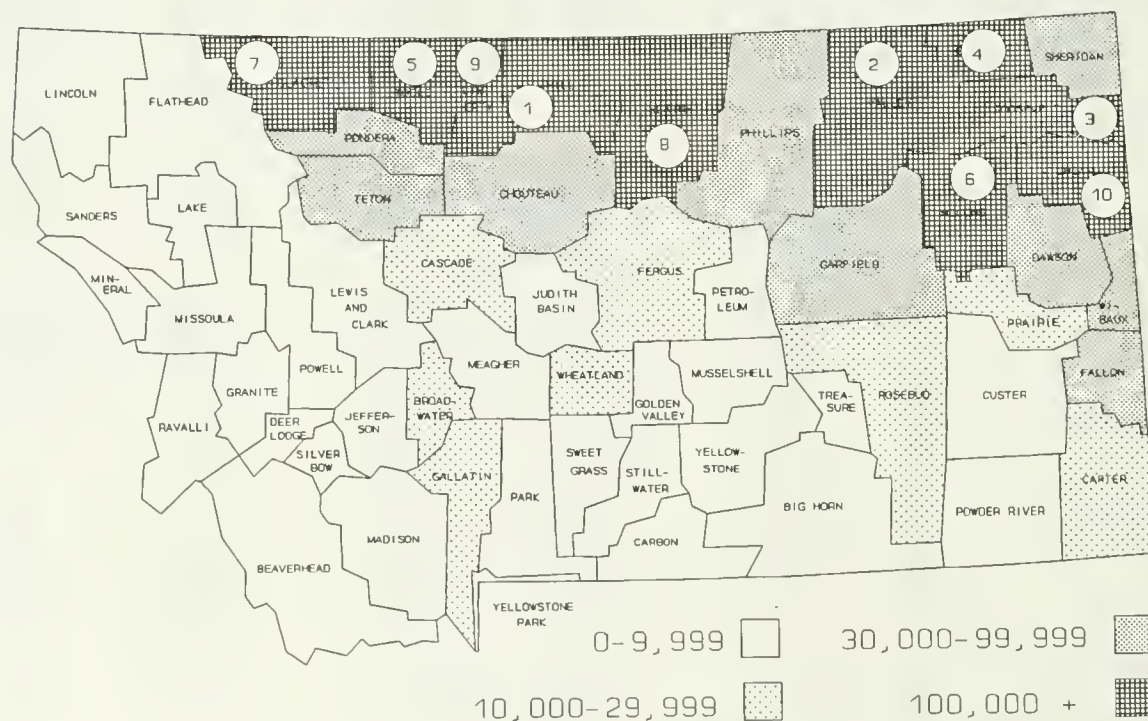 7
5
9
2
4
SHERIDAN
LINCOLN
FLATHEAD
1
3
PONDERA
PHILLIPS
8
6
10
TETON
CHOUTEAU
SANDERS
LAKE
CASCADE
FERGUS
GARFIELD
DAWSON
MIN-
ERAL
MISSOULA
LEWIS
AND
CLARK
JUDITH
BASIN
PETRO-
LEUM
WI-
BAUX
PRAIRIE
POWELL
MEAGHER
WHEATLAND
MUSSELSHELL
FALLON
GRANITE
BROAD-
WATER
GOLDEN
VALLEY
TREA-
SURE
ROSEBUD
CUSTER
RAVALLI
DEER
LODGE
JEFFER-
SON
SILVER
BOW
GALLATIN
PARK
SWEET
GRASS
STILL-
WATER
YELLOW-
STONE
BIG HORN
CARTER
POWDER RIVER
MADISON
CARBON
BEAVERHEAD
YELLOWSTONE
PARK
0-9,999
30,000-99,999
10,000-29,999
100,000 +